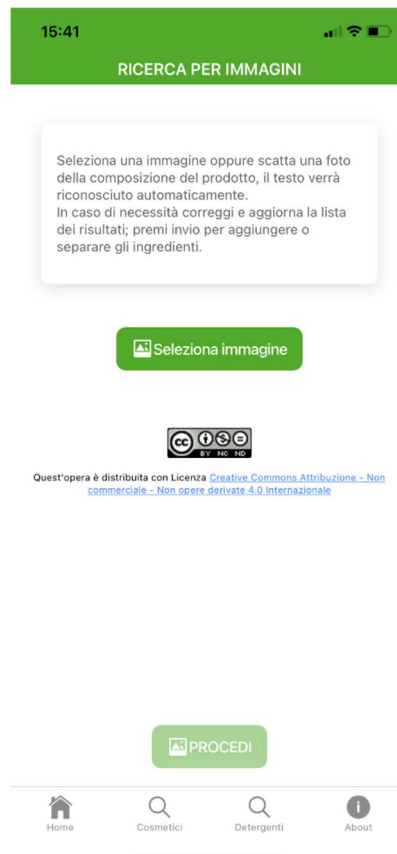 15:41
RICERCA PER IMMAGINI
Seleziona una immagine oppure scatta una foto
della composizione del prodotto, il testo verrà
riconosciuto automaticamente.
In caso di necessità correggi e aggiorna la lista
dei risultati; premi invio per aggiungere o
separare gli ingredienti.
Seleziona immagine
cc
BY NC ND
Quest'opera è distribuita con Licenza Creative Commons Attribuzione - Non
commerciale - Non opere derivate 4.0 Internazionale
PROCEDI
Home Cosmetici Detergenti About